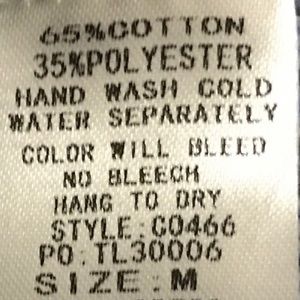 65%COTTON
35%POLYESTER
HAND WASH COLD
WATER SEPARATELY
COLOR WILL BLEED
NO BLEECH
HANG TO DRY
STYLE:C0466
PO:TL30006
SIZE:M